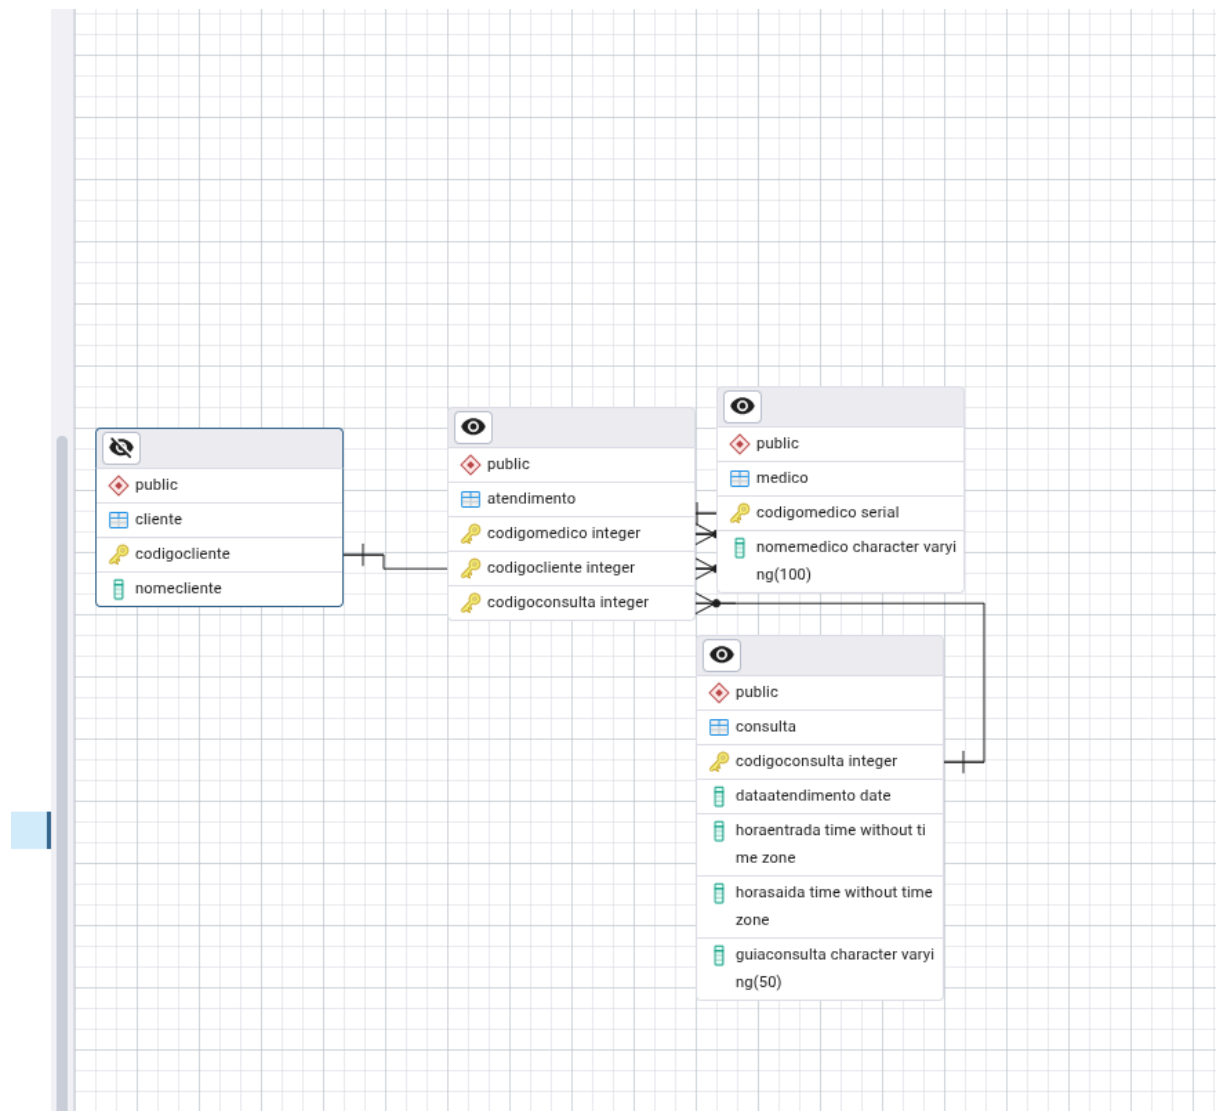 public
cliente
codigocliente
nomecliente
public
atendimento
codigomedico integer
codigocliente integer
codigoconsulta integer
public
medico
codigomedico serial
nomemedico character varyi
ng(100)
public
consulta
codigoconsulta integer
dataatendimento date
horaentrada time without ti
me zone
horasaida time without time
zone
guiaconsulta character varyi
ng(50)